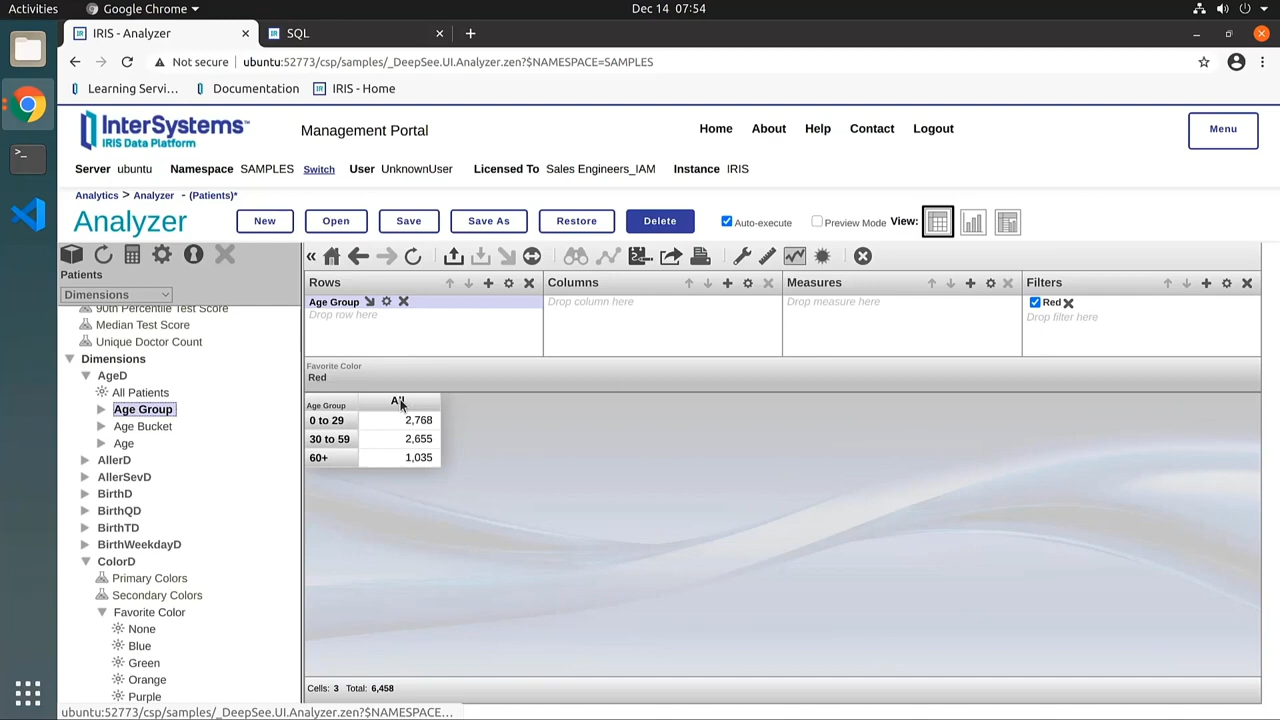 Activities
Google Chrome
Dec 14 07:54
IRIS - Analyzer
SQL
Not secure
ubuntu:52773/csp/samples/_DeepSee.UI.Analyzer.zen?$NAMESPACE=SAMPLES
Learning Servi...
Documentation
IRIS - Home
InterSystems™
IRIS Data Platform™
Management Portal
Home
About
Help
Contact
Logout
Menu
Server ubuntu
Namespace SAMPLES
Switch
User UnknownUser
Licensed To Sales Engineers_IAM
Instance IRIS
Analytics > Analyzer - (Patients)*
Analyzer
New
Open
Save
Save As
Restore
Delete
Auto-execute
Preview Mode
View:
Patients
Dimensions
90th Percentile Test Score
Median Test Score
Unique Doctor Count
Dimensions
AgeD
All Patients
Age Group
Age Bucket
Age
AllerD
AllerSevD
BirthD
BirthQD
BirthTD
BirthWeekdayD
ColorD
Primary Colors
Secondary Colors
Favorite Color
None
Blue
Green
Orange
Purple
Rows
Age Group
Drop row here
Columns
Drop column here
Measures
Drop measure here
Filters
Red
Drop filter here
Favorite Color
Red
Age Group
All
0 to 29 2,768
30 to 59 2,655
60+ 1,035
Cells: 3 Total: 6,458
ubuntu:52773/csp/samples/_DeepSee.UI.Analyzer.zen?$NAMESPACE...